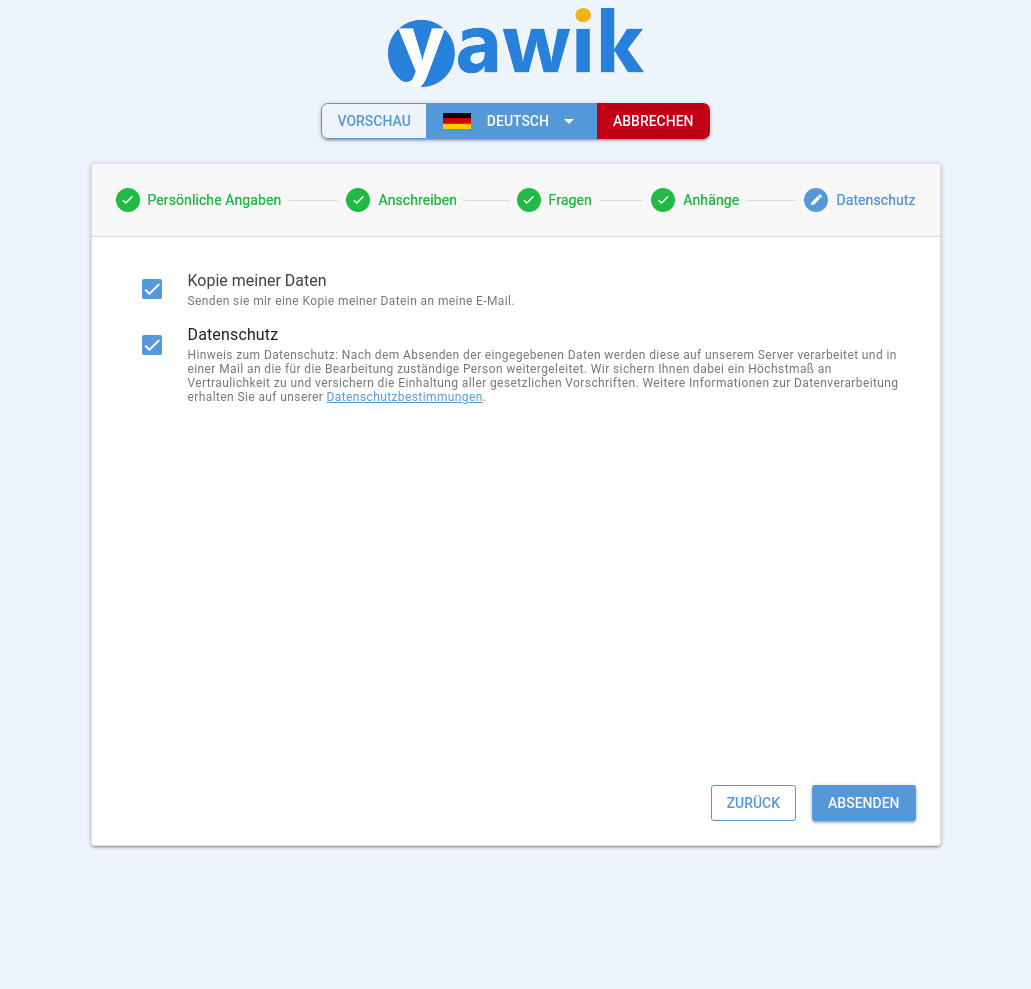 yawik
VORSCHAU DEUTSCH ABBRECHEN
Persönliche Angaben Anschreiben Fragen Anhänge Datenschutz
Kopie meiner Daten
Senden sie mir eine Kopie meiner Datein an meine E-Mail.
Datenschutz
Hinweis zum Datenschutz: Nach dem Absenden der eingegebenen Daten werden diese auf unserem Server verarbeitet und in
einer Mail an die für die Bearbeitung zuständige Person weitergeleitet. Wir sichern Ihnen dabei ein Höchstmaß an
Vertraulichkeit zu und versichern die Einhaltung aller gesetzlichen Vorschriften. Weitere Informationen zur Datenverarbeitung
erhalten Sie auf unserer Datenschutzbestimmungen.
ZURÜCK ABSENDEN